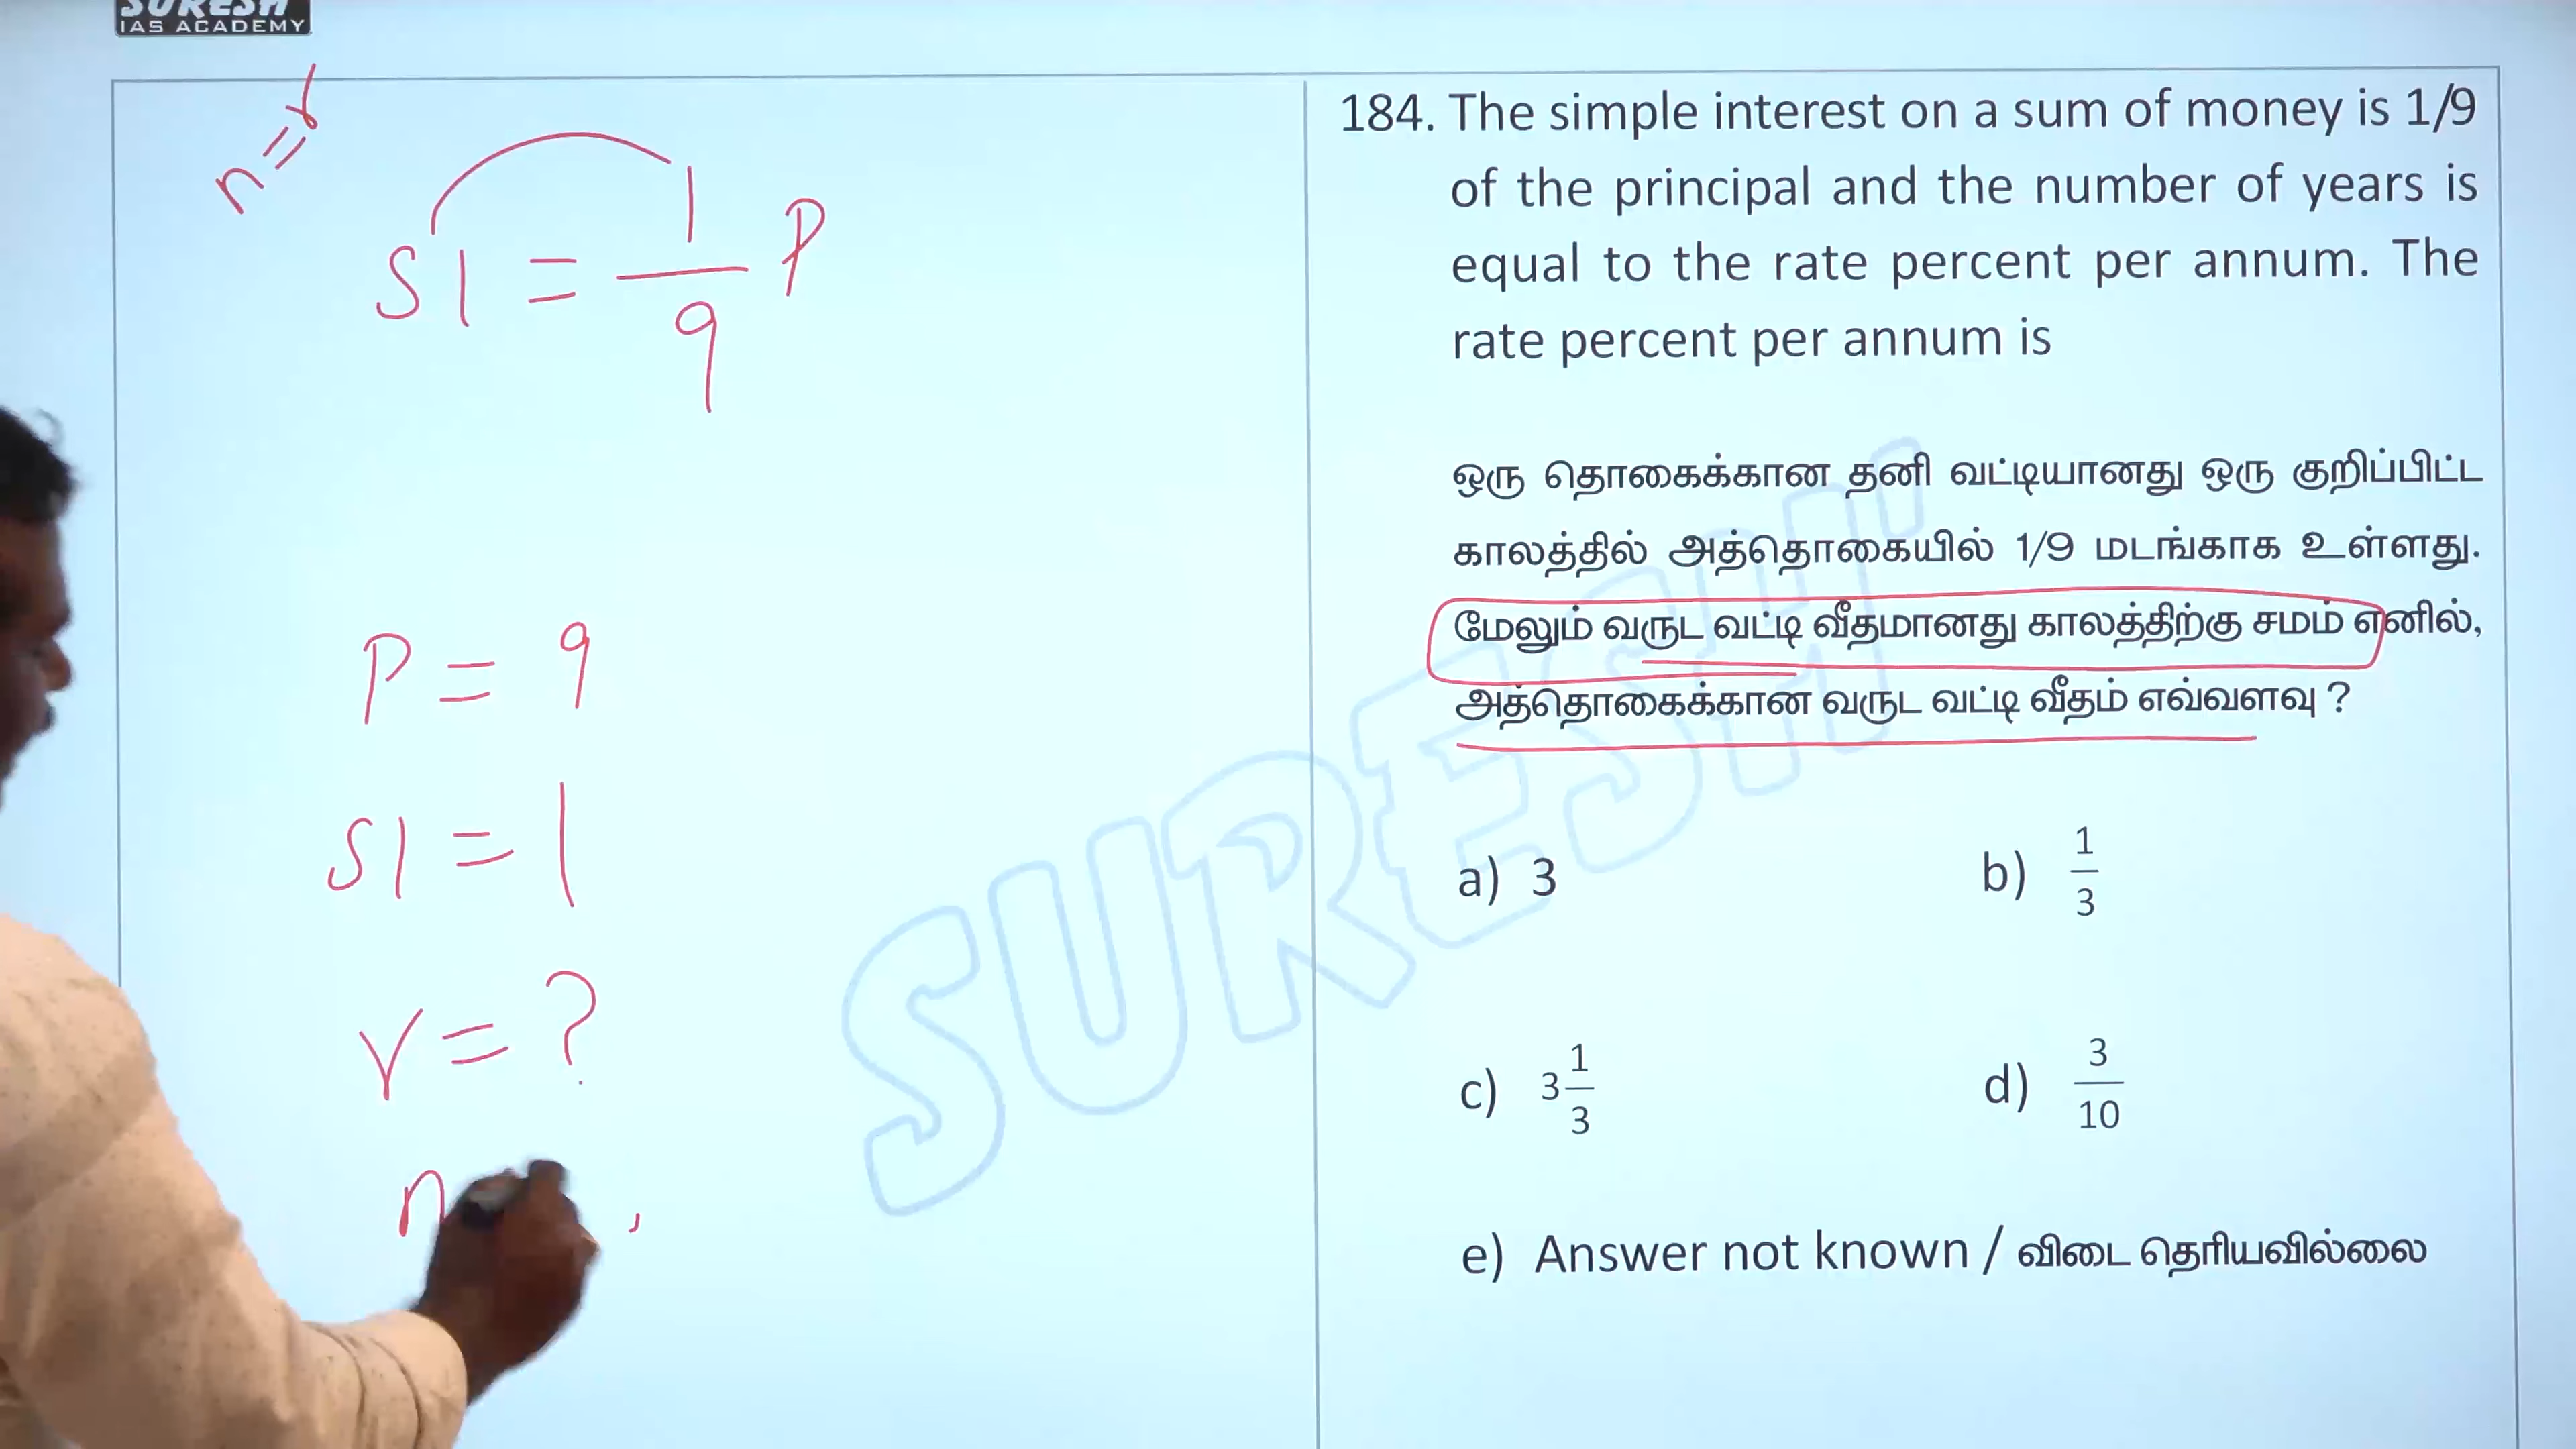 SURESH
IAS ACADEMY
n = r
SI = 1/9 P
P = 9
SI = 1
r = ?
n
184. The simple interest on a sum of money is 1/9
of the principal and the number of years is
equal to the rate percent per annum. The
rate percent per annum is
ஒரு தொகைக்கான தனி வட்டியானது ஒரு குறிப்பிட்ட
காலத்தில் அத்தொகையில் 1/9 மடங்காக உள்ளது.
மேலும் வருட வட்டி வீதமானது காலத்திற்கு சமம் எனில்,
அத்தொகைக்கான வருட வட்டி வீதம் எவ்வளவு ?
a) 3 b) 1/3
c) 3 1/3 d) 3/10
e) Answer not known / விடை தெரியவில்லை
SURESH'